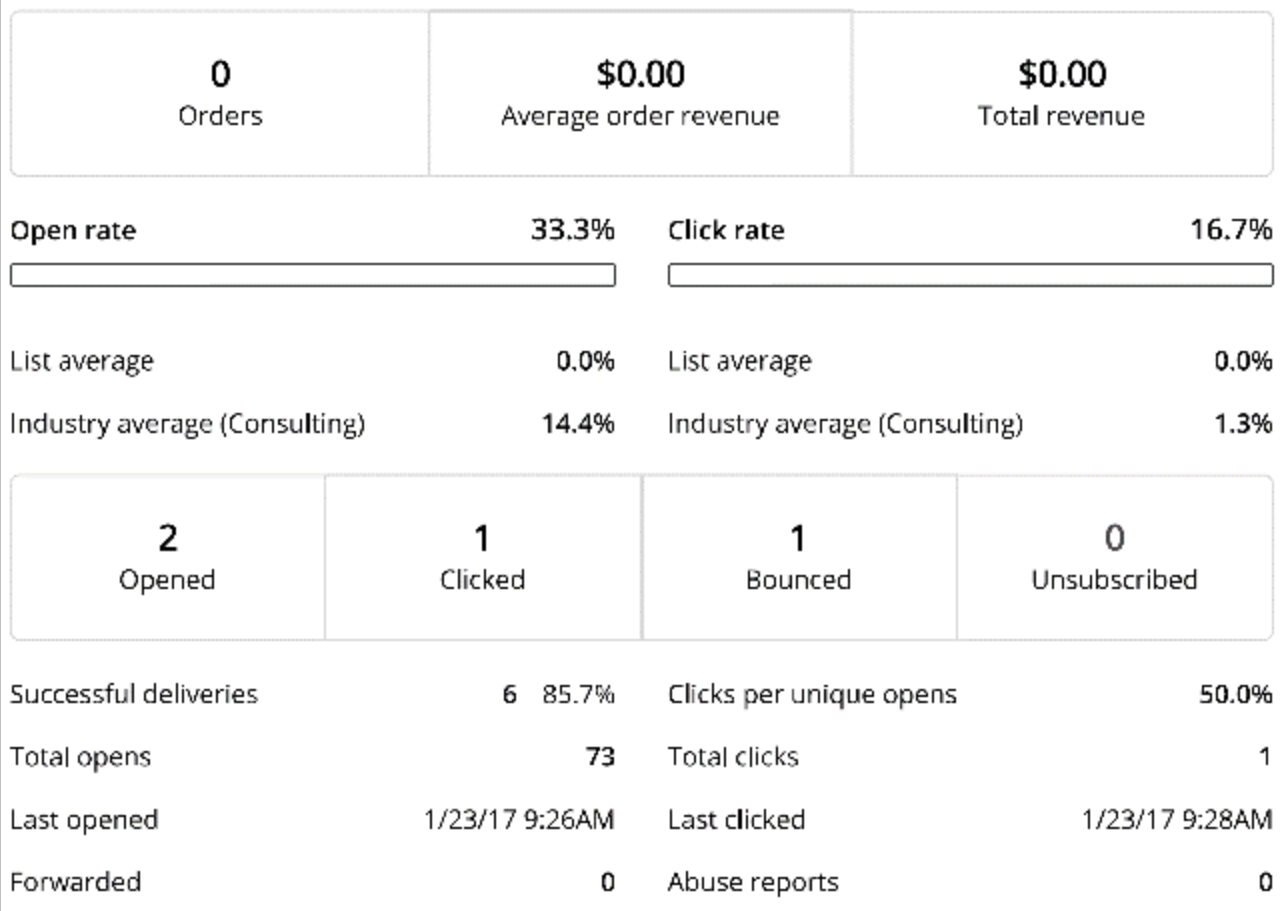 0 $0.00 $0.00
Orders Average order revenue Total revenue
Open rate 33.3% Click rate 16.7%
List average 0.0% List average 0.0%
Industry average (Consulting) 14.4% Industry average (Consulting) 1.3%
2 1 1 0
Opened Clicked Bounced Unsubscribed
Successful deliveries 6 85.7% Clicks per unique opens 50.0%
Total opens 73 Total clicks 1
Last opened 1/23/17 9:26AM Last clicked 1/23/17 9:28AM
Forwarded 0 Abuse reports 0